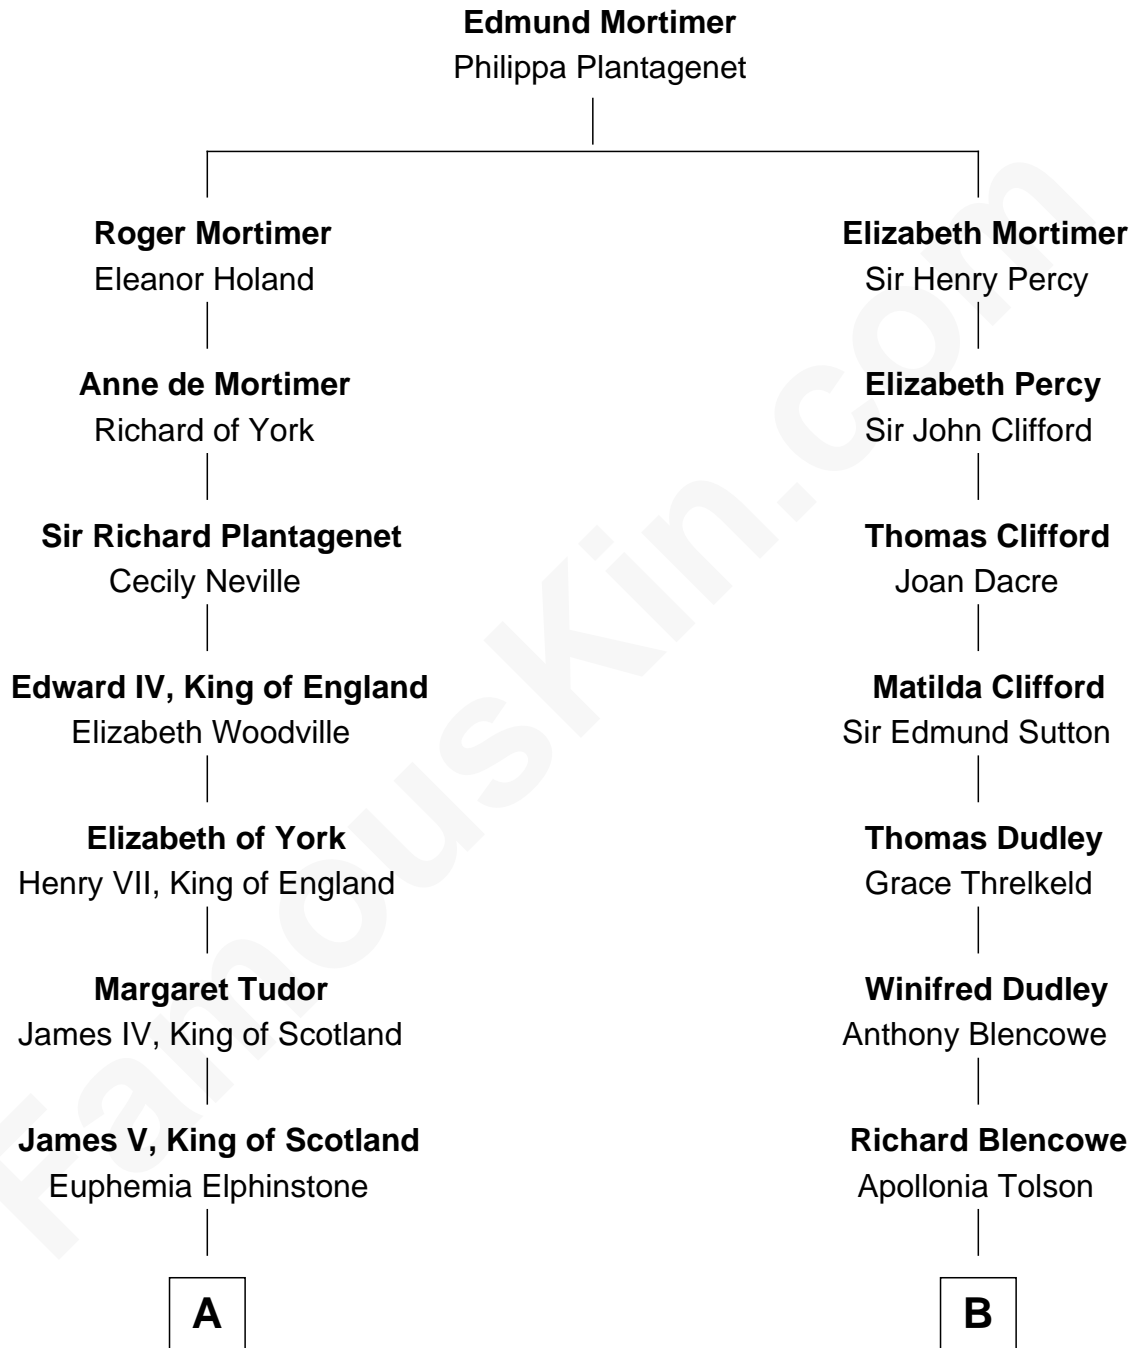 Edmund Mortimer
Philippa Plantagenet
Roger Mortimer
Eleanor Holand
Anne de Mortimer
Richard of York
Sir Richard Plantagenet
Cecily Neville
Edward IV, King of England
Elizabeth Woodville
Elizabeth of York
Henry VII, King of England
Margaret Tudor
James IV, King of Scotland
James V, King of Scotland
Euphemia Elphinstone
A
Elizabeth Mortimer
Sir Henry Percy
Elizabeth Percy
Sir John Clifford
Thomas Clifford
Joan Dacre
Matilda Clifford
Sir Edmund Sutton
Thomas Dudley
Grace Threlkeld
Winifred Dudley
Anthony Blencowe
Richard Blencowe
Apollonia Tolson
B
FamousKin.com